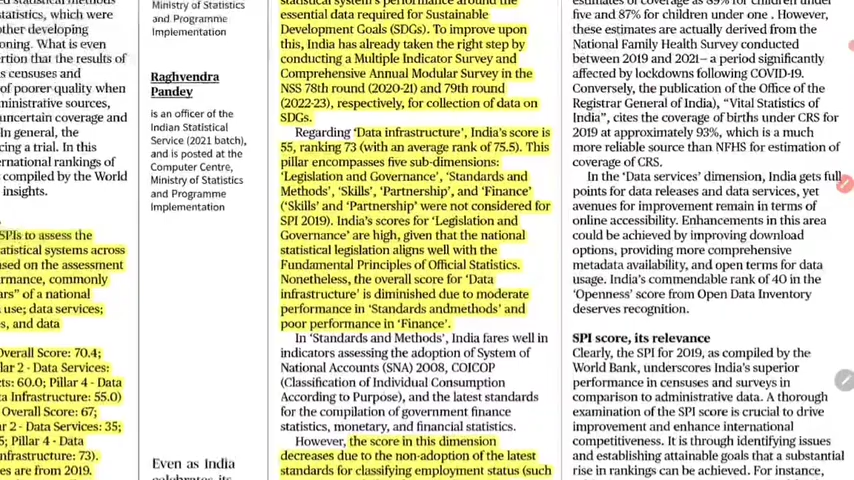 tatistics, which were
other developing
oning. What is even
ertion that the results of
s censuses and
of poorer quality when
ministrative sources,
uncertain coverage and
In general, the
cing a trial. In this
ernational rankings of
compiled by the World
insights.
SPIs to assess the
tatistical systems across
ased on the assessment
rmance, commonly
ars" of a national
use; data services;
es, and data
Overall Score: 70.4;
lar 2 - Data Services:
cts: 60.0; Pillar 4 - Data
ta Infrastructure: 55.0)
Overall Score: 67;
ar 2 - Data Services: 35;
5; Pillar 4 - Data
nfrastructure: 73).
es are from 2019.
Ministry of Statistics
and Programme
Implementation
Raghvendra
Pandey
is an officer of the
Indian Statistical
Service (2021 batch),
and is posted at the
Computer Centre,
Ministry of Statistics
and Programme
Implementation
Even as India
celebrates its
statistical system's performance around the
essential data required for Sustainable
Development Goals (SDGs). To improve upon
this, India has already taken the right step by
conducting a Multiple Indicator Survey and
Comprehensive Annual Modular Survey in the
NSS 78th round (2020-21) and 79th round
(2022-23), respectively, for collection of data on
SDGs.
Regarding 'Data infrastructure', India's score is
55, ranking 73 (with an average rank of 75.5). This
pillar encompasses five sub-dimensions:
'Legislation and Governance', 'Standards and
Methods', 'Skills', 'Partnership', and 'Finance'
('Skills' and 'Partnership' were not considered for
SPI 2019). India's scores for 'Legislation and
Governance' are high, given that the national
statistical legislation aligns well with the
Fundamental Principles of Official Statistics.
Nonetheless, the overall score for 'Data
infrastructure' is diminished due to moderate
performance in 'Standards andmethods' and
poor performance in 'Finance'.
In 'Standards and Methods', India fares well in
indicators assessing the adoption of System of
National Accounts (SNA) 2008, COICOP
(Classification of Individual Consumption
According to Purpose), and the latest standards
for the compilation of government finance
statistics, monetary, and financial statistics.
However, the score in this dimension
decreases due to the non-adoption of the latest
standards for classifying employment status (such
estimates of coverage as 89% for children under
five and 87% for children under one . However,
these estimates are actually derived from the
National Family Health Survey conducted
between 2019 and 2021— a period significantly
affected by lockdowns following COVID-19.
Conversely, the publication of the Office of the
Registrar General of India), "Vital Statistics of
India", cites the coverage of births under CRS for
2019 at approximately 93%, which is a much
more reliable source than NFHS for estimation of
coverage of CRS.
In the 'Data services' dimension, India gets full
points for data releases and data services, yet
avenues for improvement remain in terms of
online accessibility. Enhancements in this area
could be achieved by improving download
options, providing more comprehensive
metadata availability, and open terms for data
usage. India's commendable rank of 40 in the
'Openness' score from Open Data Inventory
deserves recognition.
SPI score, its relevance
Clearly, the SPI for 2019, as compiled by the
World Bank, underscores India's superior
performance in censuses and surveys in
comparison to administrative data. A thorough
examination of the SPI score is crucial to drive
improvement and enhance international
competitiveness. It is through identifying issues
and establishing attainable goals that a substantial
rise in rankings can be achieved. For instance,